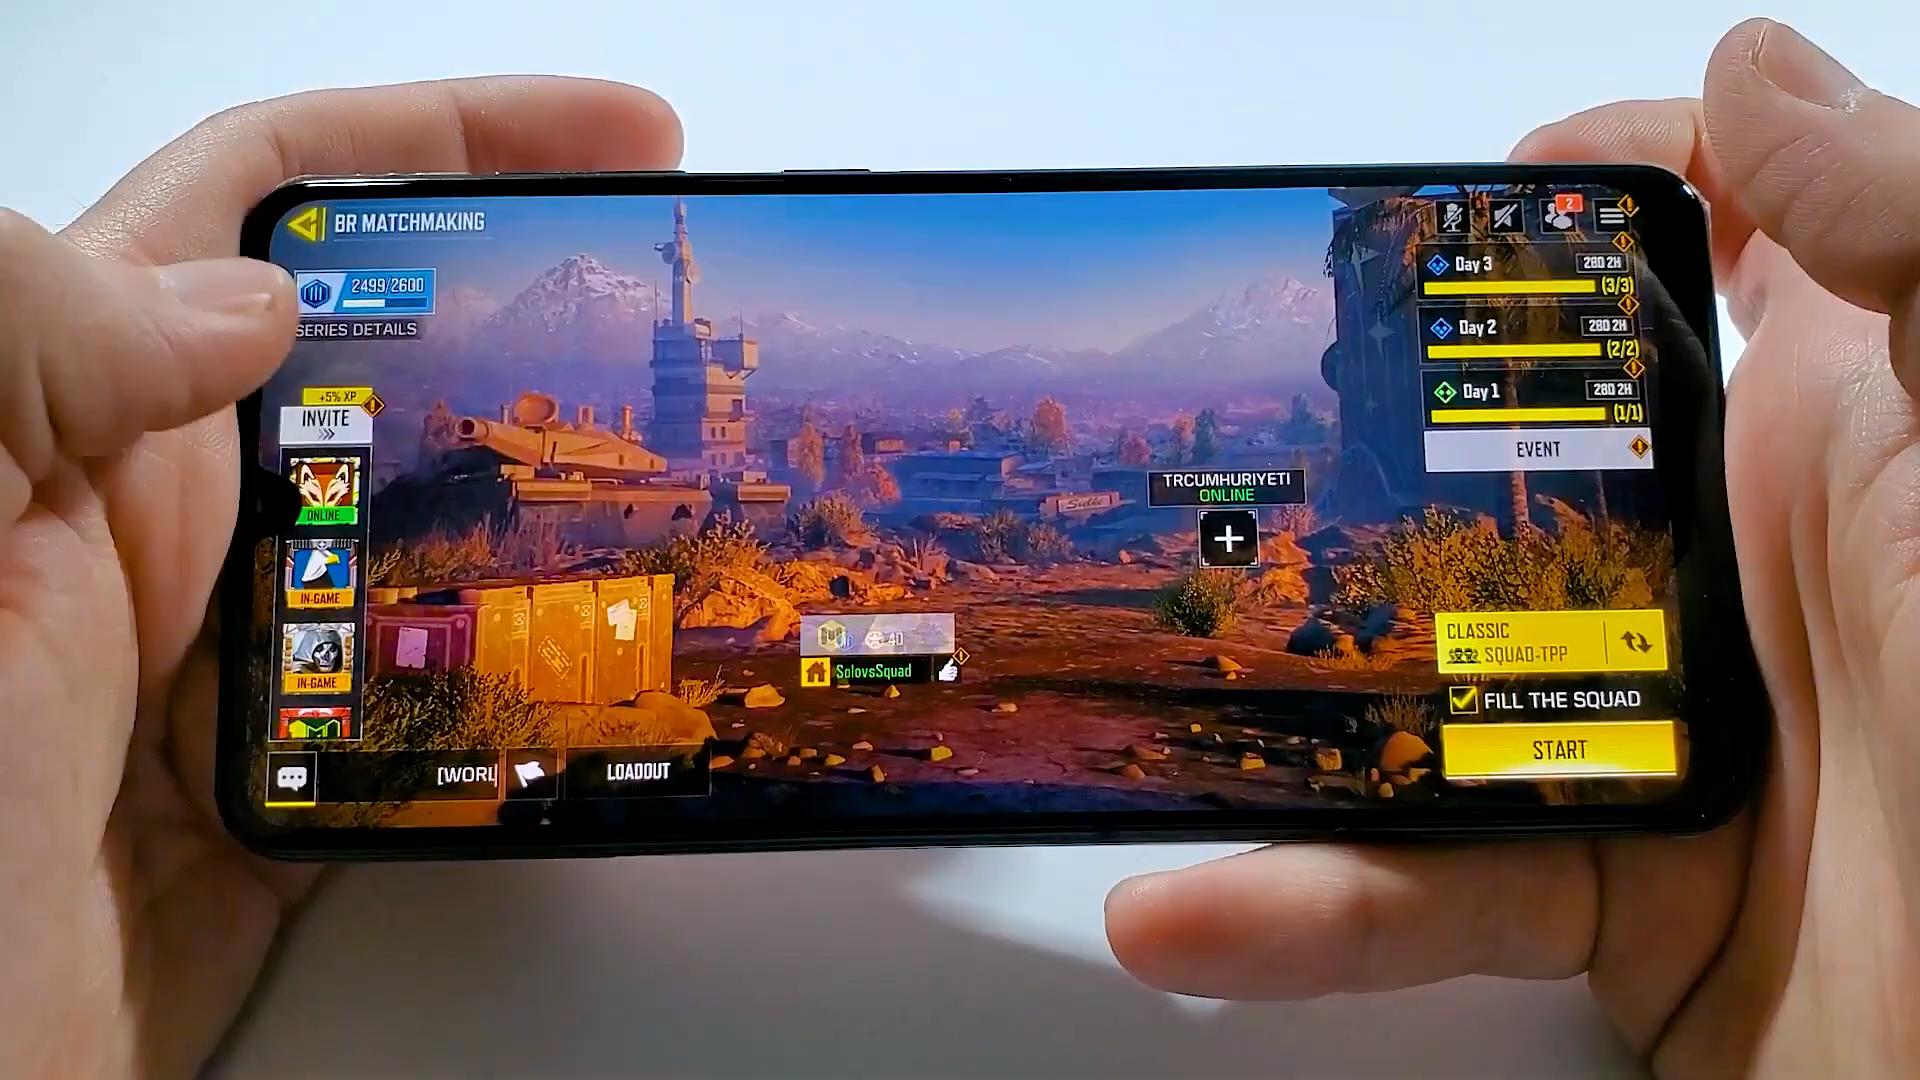 BR MATCHMAKING
2499/2600
SERIES DETAILS
+5% XP
INVITE
ONLINE
IN-GAME
IN-GAME
[WORL
LOADOUT
40
SolovsSquad
TRCUMHURIYETI
ONLINE
2
Day 3
28D 2H
(3/3)
Day 2
28D 2H
(2/2)
Day 1
28D 2H
(1/1)
EVENT
CLASSIC
SQUAD-TPP
FILL THE SQUAD
START